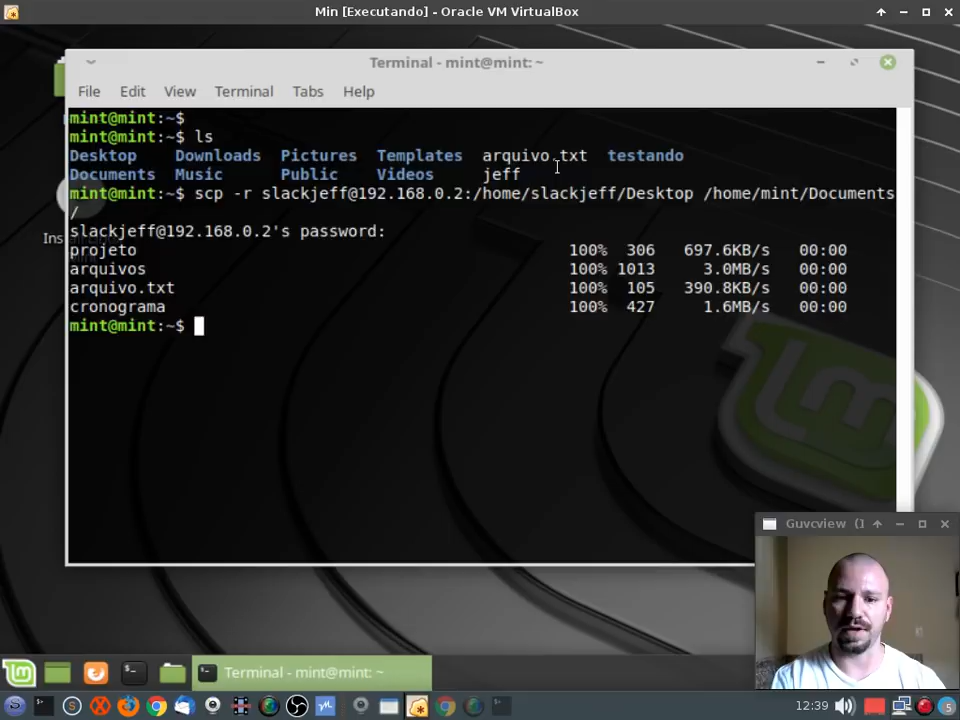 Min [Executando] - Oracle VM VirtualBox
Terminal - mint@mint: ~
File Edit View Terminal Tabs Help
mint@mint:~$
mint@mint:~$ ls
Desktop Downloads Pictures Templates arquivo.txt testando
Documents Music Public Videos jeff
mint@mint:~$ scp -r slackjeff@192.168.0.2:/home/slackjeff/Desktop /home/mint/Documents
/
slackjeff@192.168.0.2's password:
projeto 100% 306 697.6KB/s 00:00
arquivos 100% 1013 3.0MB/s 00:00
arquivo.txt 100% 105 390.8KB/s 00:00
cronograma 100% 427 1.6MB/s 00:00
mint@mint:~$
Guvcview (1
Terminal - mint@mint: ~
12:39
5